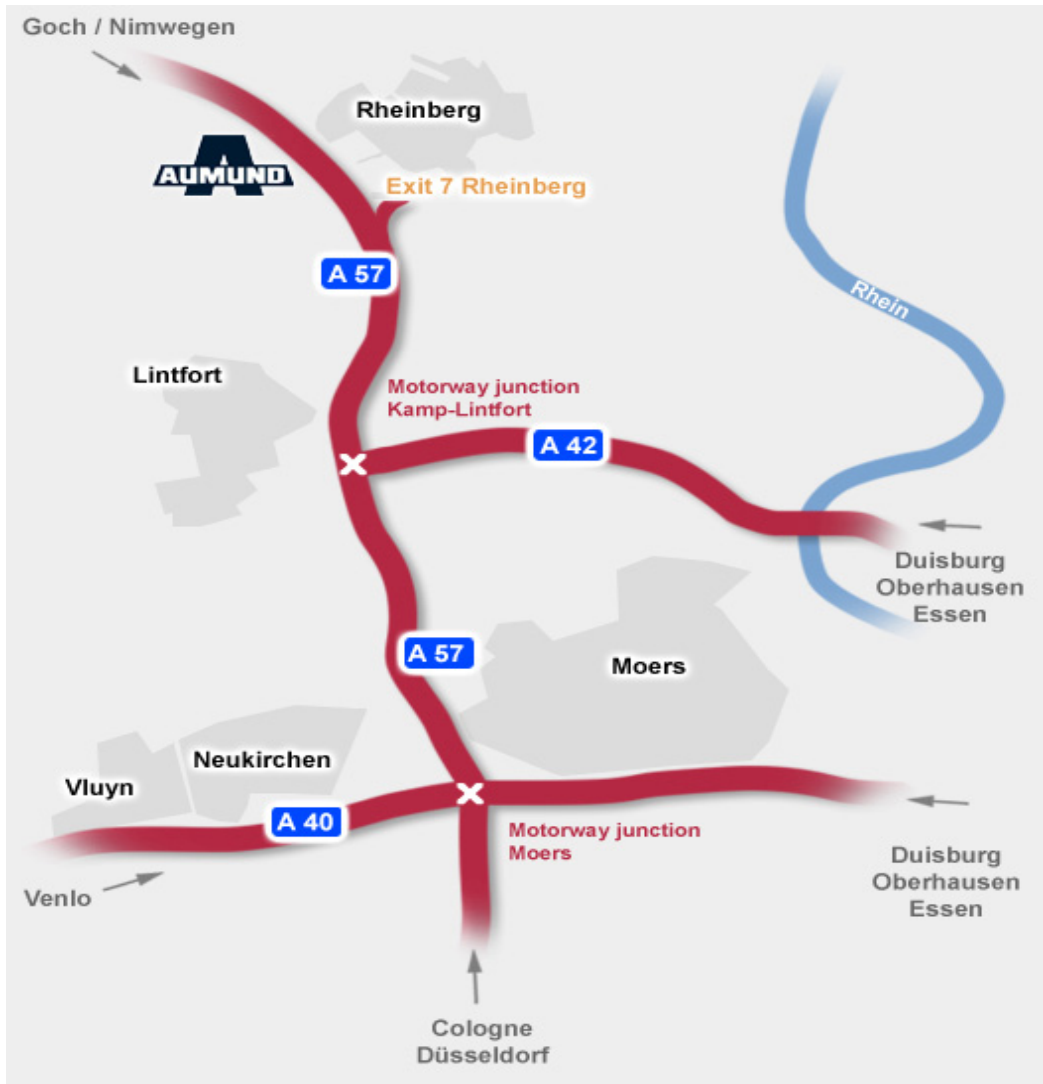 Goch / Nimwegen
Rheinberg
AUMUND
Exit 7 Rheinberg
A 57
Rhein
Lintfort
Motorway junction
Kamp-Lintfort
A 42
Duisburg
Oberhausen
Essen
A 57
Moers
Neukirchen
Vluyn
A 40
Motorway junction
Moers
Venlo
Duisburg
Oberhausen
Essen
Cologne
Düsseldorf